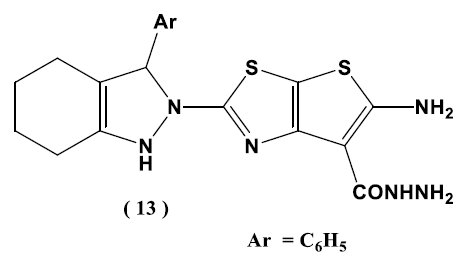 Ar
S
S
N
NH₂
N
H
N
CONHNH₂
( 13 )
Ar = C₆H₅